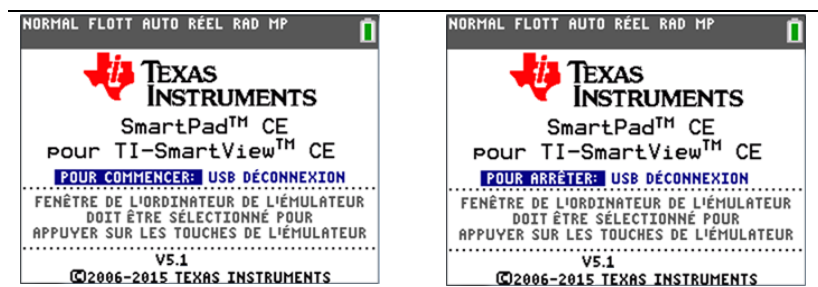 NORMAL FLOTT AUTO RÉEL RAD MP
TEXAS
INSTRUMENTS
SmartPad™ CE
pour TI-SmartView™ CE
POUR COMMENCER: USB DÉCONNEXION
FENÊTRE DE L'ORDINATEUR DE L'ÉMULATEUR
DOIT ÊTRE SÉLECTIONNÉ POUR
APPUYER SUR LES TOUCHES DE L'ÉMULATEUR
V5.1
©2006-2015 TEXAS INSTRUMENTS
NORMAL FLOTT AUTO RÉEL RAD MP
TEXAS
INSTRUMENTS
SmartPad™ CE
pour TI-SmartView™ CE
POUR ARRÊTER: USB DÉCONNEXION
FENÊTRE DE L'ORDINATEUR DE L'ÉMULATEUR
DOIT ÊTRE SÉLECTIONNÉ POUR
APPUYER SUR LES TOUCHES DE L'ÉMULATEUR
V5.1
©2006-2015 TEXAS INSTRUMENTS